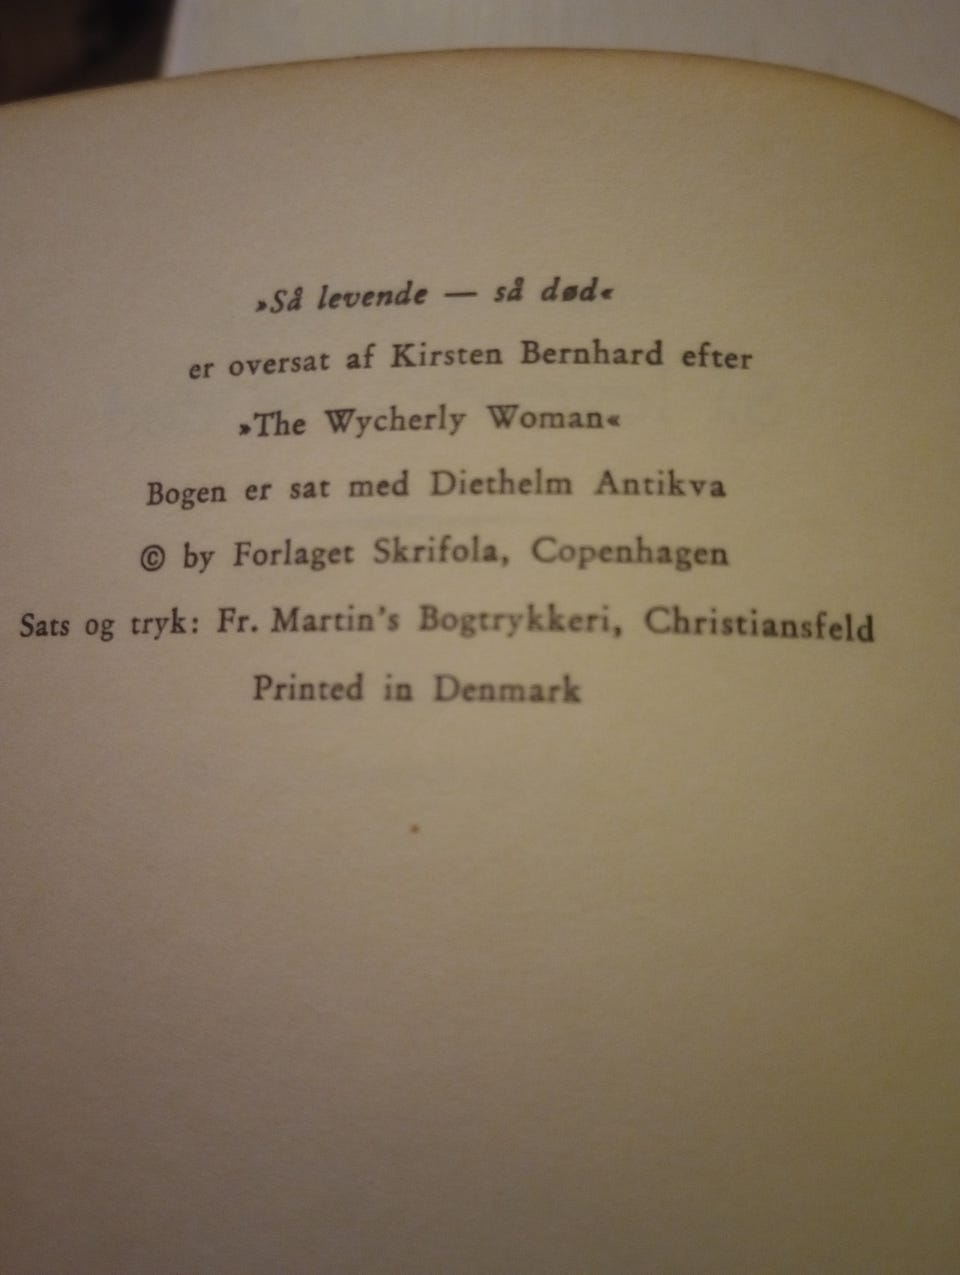 »Så levende — så død«
er oversat af Kirsten Bernhard efter
»The Wycherly Woman«
Bogen er sat med Diethelm Antikva
© by Forlaget Skrifola, Copenhagen
Sats og tryk: Fr. Martin's Bogtrykkeri, Christiansfeld
Printed in Denmark